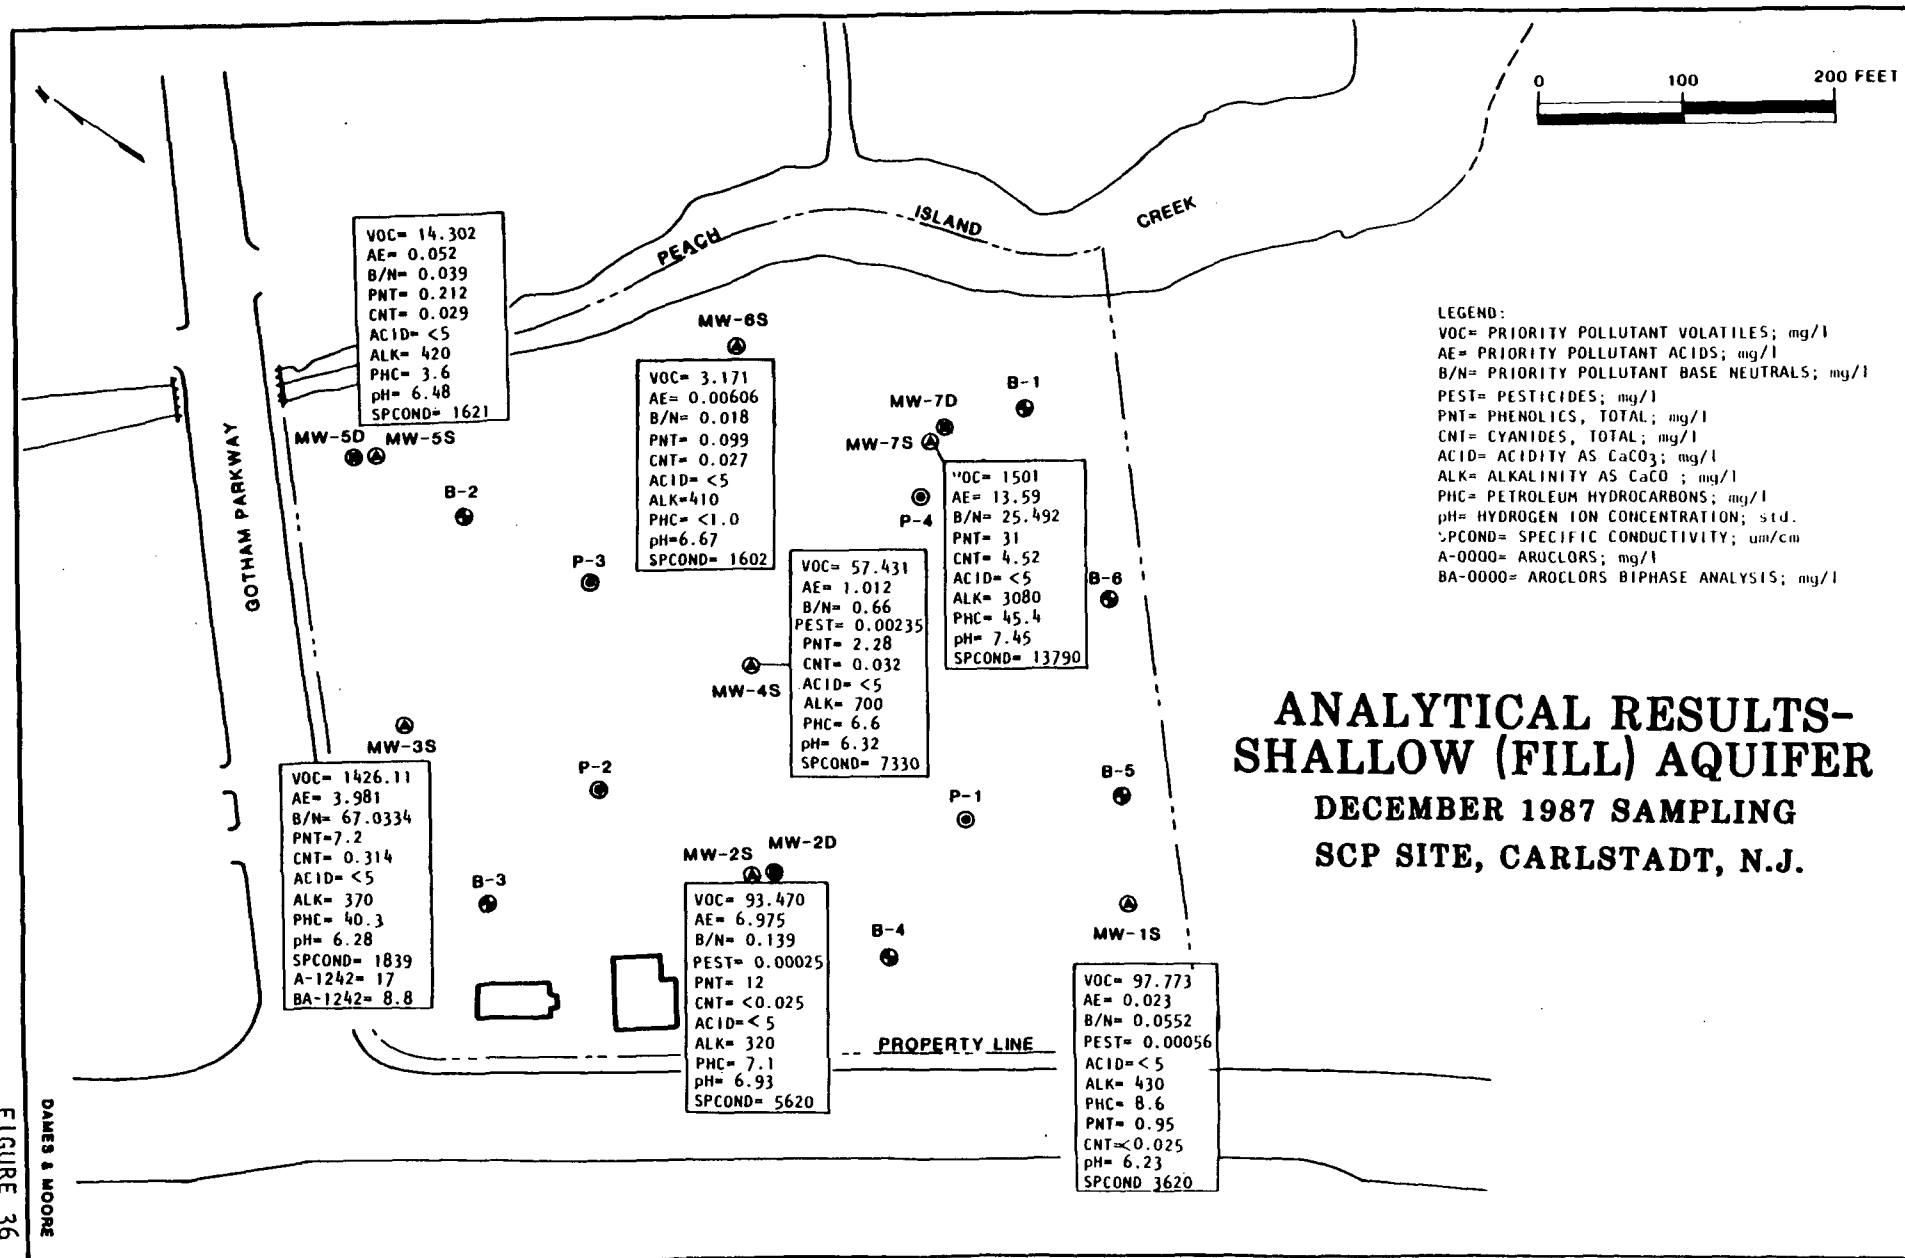 0 100 200 FEET
PEACH ISLAND CREEK
GOTHAM PARKWAY
VOC= 14.302
AE= 0.052
B/N= 0.039
PNT= 0.212
CNT= 0.029
ACID= <5
ALK= 420
PHC= 3.6
pH= 6.48
SPCOND= 1621
MW-5D MW-5S
B-2
MW-6S
VOC= 3.171
AE= 0.00606
B/N= 0.018
PNT= 0.099
CNT= 0.027
ACID= <5
ALK=410
PHC= <1.0
pH=6.67
SPCOND= 1602
P-3
MW-7D
MW-7S
B-1
P-4
VOC= 1501
AE= 13.59
B/N= 25.492
PNT= 31
CNT= 4.52
ACID= <5
ALK= 3080
PHC= 45.4
pH= 7.45
SPCOND= 13790
B-6
MW-4S
VOC= 57.431
AE= 1.012
B/N= 0.66
PEST= 0.00235
PNT= 2.28
CNT= 0.032
ACID= <5
ALK= 700
PHC= 6.6
pH= 6.32
SPCOND= 7330
LEGEND:
VOC= PRIORITY POLLUTANT VOLATILES; mg/l
AE= PRIORITY POLLUTANT ACIDS; mg/l
B/N= PRIORITY POLLUTANT BASE NEUTRALS; mg/l
PEST= PESTICIDES; mg/l
PNT= PHENOLICS, TOTAL; mg/l
CNT= CYANIDES, TOTAL; mg/l
ACID= ACIDITY AS CaCO3; mg/l
ALK= ALKALINITY AS CaCO ; mg/l
PHC= PETROLEUM HYDROCARBONS; mg/l
pH= HYDROGEN ION CONCENTRATION; std.
SPCOND= SPECIFIC CONDUCTIVITY; um/cm
A-0000= AROCLORS; mg/l
BA-0000= AROCLORS BIPHASE ANALYSIS; mg/l
ANALYTICAL RESULTS-
SHALLOW (FILL) AQUIFER
DECEMBER 1987 SAMPLING
SCP SITE, CARLSTADT, N.J.
MW-3S
VOC= 1426.11
AE= 3.981
B/N= 67.0334
PNT=7.2
CNT= 0.314
ACID= <5
ALK= 370
PHC= 40.3
pH= 6.28
SPCOND= 1839
A-1242= 17
BA-1242= 8.8
P-2
B-3
P-1
B-5
MW-2S MW-2D
VOC= 93.470
AE= 6.975
B/N= 0.139
PEST= 0.00025
PNT= 12
CNT= <0.025
ACID= <5
ALK= 320
PHC= 7.1
pH= 6.93
SPCOND= 5620
B-4
PROPERTY LINE
MW-1S
VOC= 97.773
AE= 0.023
B/N= 0.0552
PEST= 0.00056
ACID= <5
ALK= 430
PHC= 8.6
PNT= 0.95
CNT=<0.025
pH= 6.23
SPCOND 3620
DAMES & MOORE
FIGURE 36